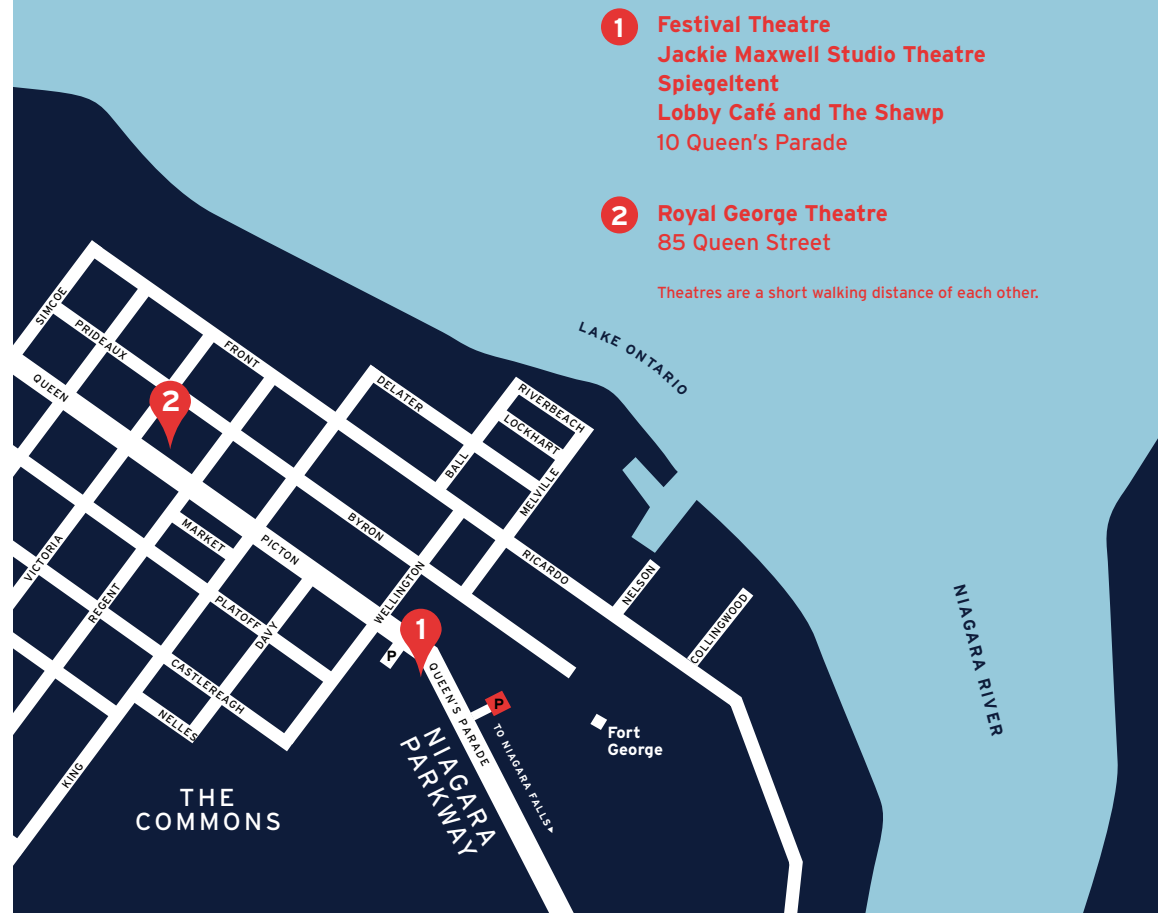 1
Festival Theatre
Jackie Maxwell Studio Theatre
Spiegeltent
Lobby Café and The Shawp
10 Queen's Parade
2
Royal George Theatre
85 Queen Street
Theatres are a short walking distance of each other.
LAKE ONTARIO
SIMCOE
PRIDEAUX
FRONT
QUEEN
2
DELATER
RIVERBEACH
LOCKHART
BALL
MELVILLE
MARKET
PICTON
BYRON
RICARDO
VICTORIA
REGENT
PLATOFF
DAVY
WELLINGTON
NELSON
COLLINGWOOD
NIAGARA RIVER
1
P
CASTLEREAGH
NELLES
QUEEN'S PARADE
P
TO NIAGARA FALLS
Fort
George
NIAGARA
PARKWAY
KING
THE
COMMONS